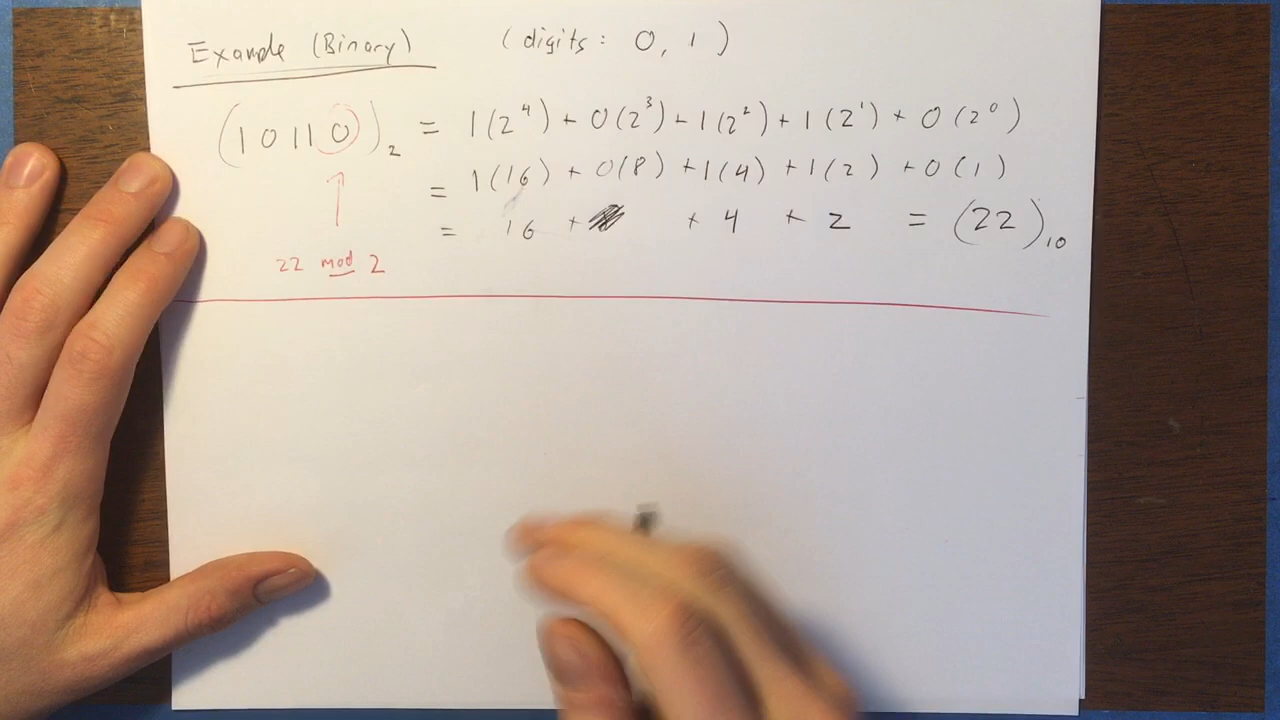 Example (Binary) (digits: 0, 1)
(10110)₂ = 1(2⁴) + 0(2³) + 1(2²) + 1(2¹) + 0(2⁰)
= 1(16) + 0(8) + 1(4) + 1(2) + 0(1)
= 16 + + 4 + 2 = (22)₁₀
22 mod 2